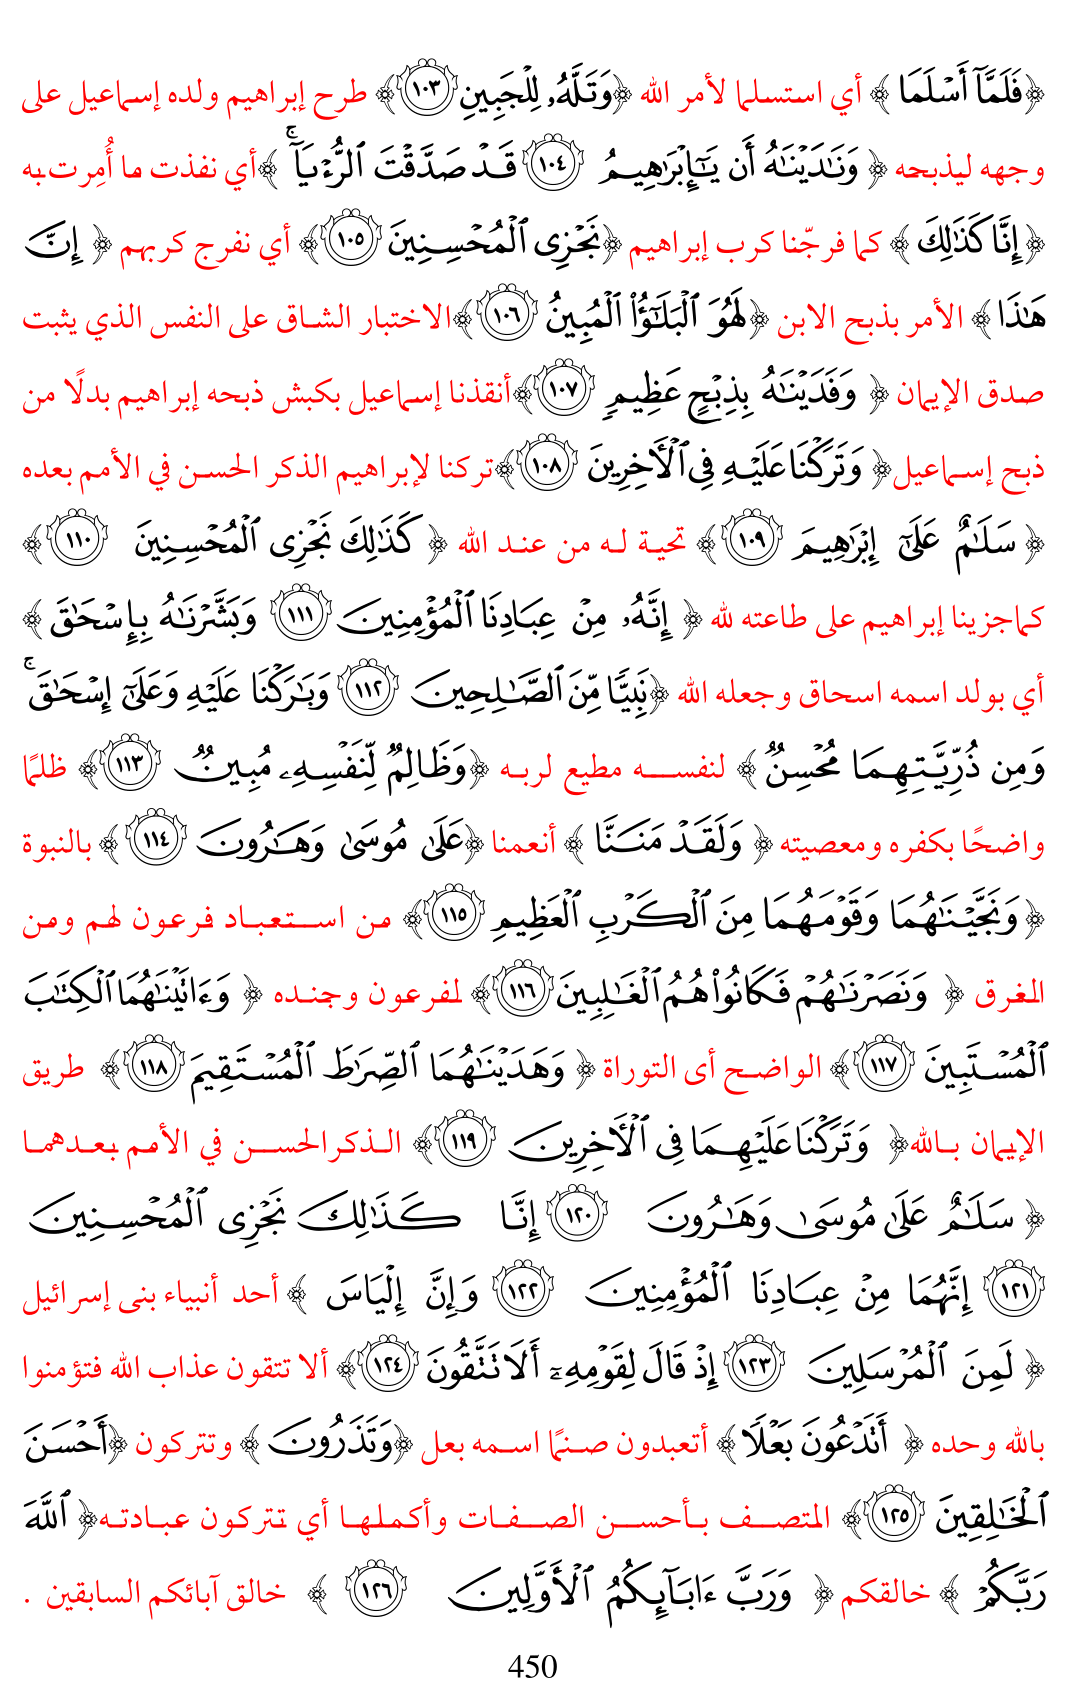 ﴿فَلَمَّآ أَسْلَمَا ﴾ أي استسلما لأمر الله ﴿وَتَلَّهُۥ لِلْجَبِينِ ١٠٣﴾ طرح إبراهيم ولده إسماعيل على
وجهه ليذبحه ﴿ وَنَـٰدَيْنَـٰهُ أَن يَـٰٓإِبْرَٰهِيمُ ١٠٤ قَدْ صَدَّقْتَ ٱلرُّءْيَآ ۚ ﴾أي نفذت ما أُمِرت به
﴿إِنَّا كَذَٰلِكَ ﴾ كما فرجّنا كرب إبراهيم ﴿نَجْزِى ٱلْمُحْسِنِينَ ١٠٥﴾ أي نفرج كربهم ﴿ إِنَّ
هَـٰذَا ﴾ الأمر بذبح الابن ﴿لَهُوَ ٱلْبَلَـٰٓؤُا۟ ٱلْمُبِينُ ١٠٦﴾الاختبار الشاق على النفس الذي يثبت
صدق الإيمان ﴿ وَفَدَيْنَـٰهُ بِذِبْحٍ عَظِيمٍ ١٠٧﴾أنقذنا إسماعيل بكبش ذبحه إبراهيم بدلًا من
ذبح إسماعيل﴿ وَتَرَكْنَا عَلَيْهِ فِى ٱلْـَٔاخِرِينَ ١٠٨﴾تركنا لإبراهيم الذكر الحسن في الأمم بعده
﴿ سَلَـٰمٌ عَلَىٰٓ إِبْرَٰهِيمَ ١٠٩﴾ تحية له من عند الله ﴿ كَذَٰلِكَ نَجْزِى ٱلْمُحْسِنِينَ ١١٠﴾
كماجزينا إبراهيم على طاعته لله ﴿ إِنَّهُۥ مِنْ عِبَادِنَا ٱلْمُؤْمِنِينَ ١١١ وَبَشَّرْنَـٰهُ بِإِسْحَـٰقَ ﴾
أي بولد اسمه اسحاق وجعله الله ﴿نَبِيًّا مِّنَ ٱلصَّـٰلِحِينَ ١١٢ وَبَـٰرَكْنَا عَلَيْهِ وَعَلَىٰٓ إِسْحَـٰقَ ۚ
وَمِن ذُرِّيَّتِهِمَا مُحْسِنٌ ﴾ لنفسه مطيع لربه ﴿وَظَالِمٌ لِّنَفْسِهِۦ مُبِينٌ ١١٣﴾ ظلمًا
واضحًا بكفره ومعصيته ﴿ وَلَقَدْ مَنَنَّا ﴾ أنعمنا ﴿عَلَىٰ مُوسَىٰ وَهَـٰرُونَ ١١٤﴾ بالنبوة
﴿وَنَجَّيْنَـٰهُمَا وَقَوْمَهُمَا مِنَ ٱلْكَرْبِ ٱلْعَظِيمِ ١١٥﴾ من استعباد فرعون لهم ومن
المغرق ﴿ وَنَصَرْنَـٰهُمْ فَكَانُوا۟ هُمُ ٱلْغَـٰلِبِينَ ١١٦﴾ لمفرعون وجنده ﴿ وَءَاتَيْنَـٰهُمَا ٱلْكِتَـٰبَ
ٱلْمُسْتَبِينَ ١١٧﴾ الواضح أى التوراة ﴿ وَهَدَيْنَـٰهُمَا ٱلصِّرَٰطَ ٱلْمُسْتَقِيمَ ١١٨﴾ طريق
الإيمان بالله﴿ وَتَرَكْنَا عَلَيْهِمَا فِى ٱلْـَٔاخِرِينَ ١١٩﴾ الذكرالحسن في الأمم بعدهما
﴿ سَلَـٰمٌ عَلَىٰ مُوسَىٰ وَهَـٰرُونَ ١٢٠ إِنَّا كَذَٰلِكَ نَجْزِى ٱلْمُحْسِنِينَ
١٢١ إِنَّهُمَا مِنْ عِبَادِنَا ٱلْمُؤْمِنِينَ ١٢٢ وَإِنَّ إِلْيَاسَ ﴾ أحد أنبياء بنى إسرائيل
﴿ لَمِنَ ٱلْمُرْسَلِينَ ١٢٣ إِذْ قَالَ لِقَوْمِهِۦٓ أَلَا تَتَّقُونَ ١٢٤﴾ ألا تتقون عذاب الله فتؤمنوا
بالله وحده ﴿ أَتَدْعُونَ بَعْلًا﴾ أتعبدون صنمًا اسمه بعل ﴿وَتَذَرُونَ ﴾ وتتركون ﴿أَحْسَنَ
ٱلْخَـٰلِقِينَ ١٢٥﴾ المتصف بأحسن الصفات وأكملها أي تتركون عبادته﴿ ٱللَّهَ
رَبَّكُمْ ﴾ خالقكم ﴿ وَرَبَّ ءَابَآئِكُمُ ٱلْأَوَّلِينَ ١٢٦ ﴾ خالق آبائكم السابقين .
450